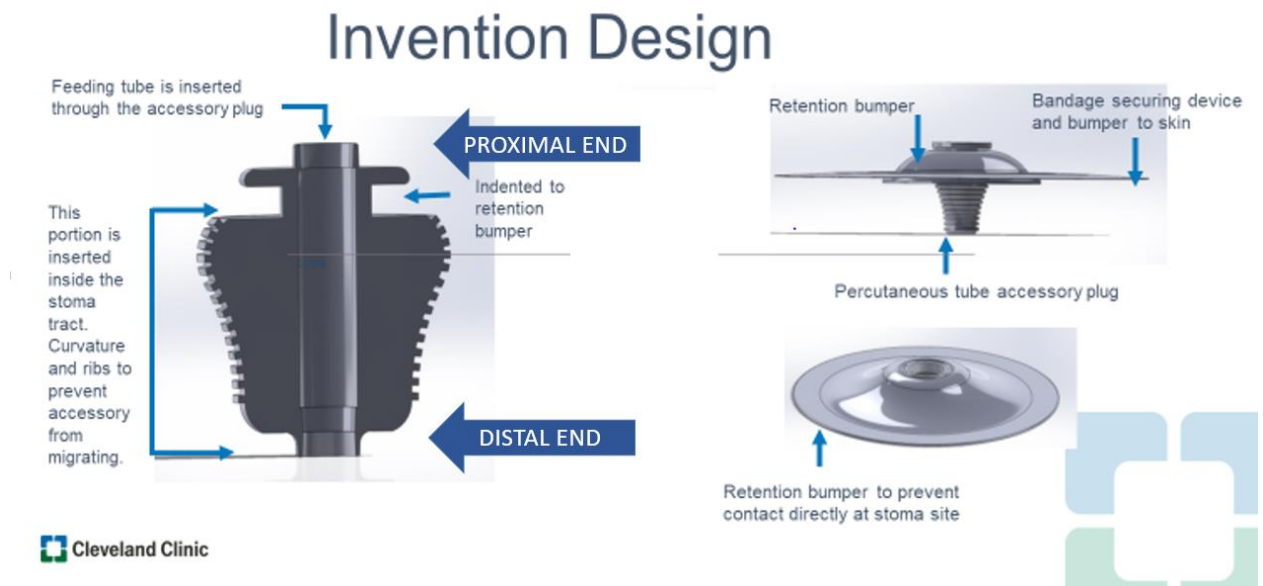 Invention Design
Feeding tube is inserted
through the accessory plug
PROXIMAL END
Indented to
retention
bumper
This
portion is
inserted
inside the
stoma
tract.
Curvature
and ribs to
prevent
accessory
from
migrating.
DISTAL END
Retention bumper
Bandage securing device
and bumper to skin
Percutaneous tube accessory plug
Retention bumper to prevent
contact directly at stoma site
Cleveland Clinic